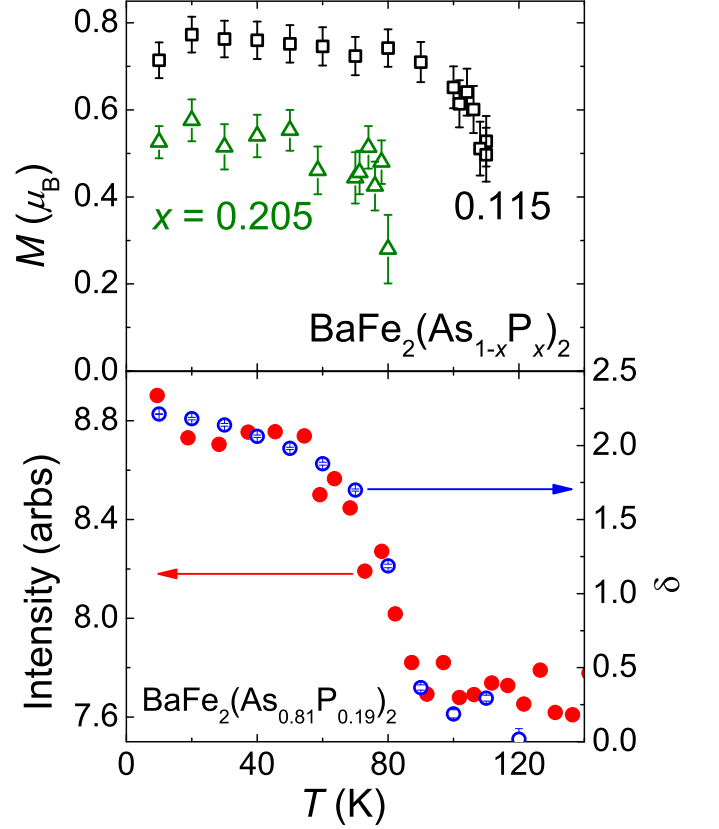 0.8
0.6
0.4
0.2
0.0
M (μB)
x = 0.205
0.115
BaFe2(As1-xPx)2
8.8
8.4
8.0
7.6
Intensity (arbs)
2.5
2.0
1.5
1.0
0.5
0.0
δ
BaFe2(As0.81P0.19)2
0 40 80 120
T (K)